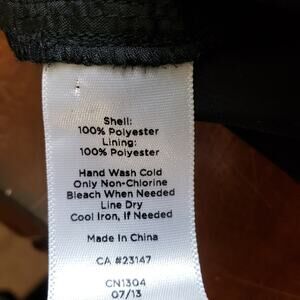 Shell:
100% Polyester
Lining:
100% Polyester
Hand Wash Cold
Only Non-Chlorine
Bleach When Needed
Line Dry
Cool Iron, If Needed
Made In China
CA #23147
CN1304
07/13